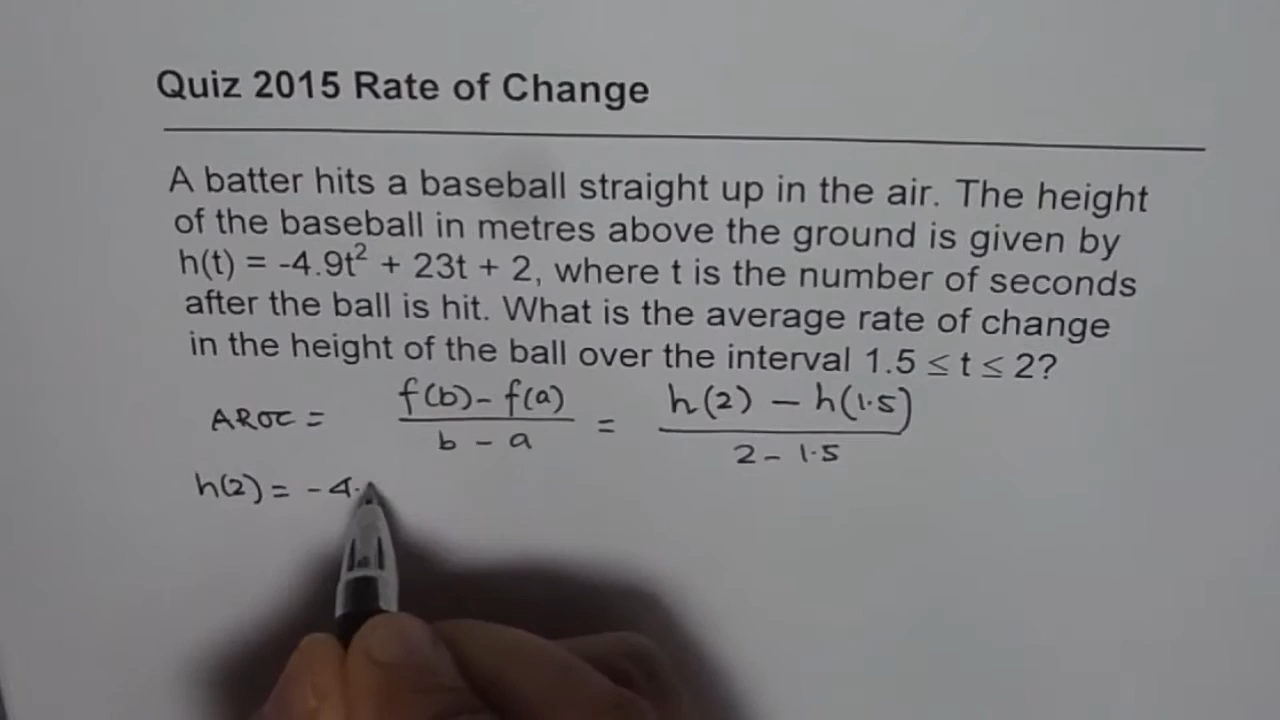 Quiz 2015 Rate of Change
A batter hits a baseball straight up in the air. The height
of the baseball in metres above the ground is given by
h(t) = -4.9t² + 23t + 2, where t is the number of seconds
after the ball is hit. What is the average rate of change
in the height of the ball over the interval 1.5 ≤ t ≤ 2?
AROC = f(b) - f(a) / b - a = h(2) - h(1.5) / 2 - 1.5
h(2) = -4.